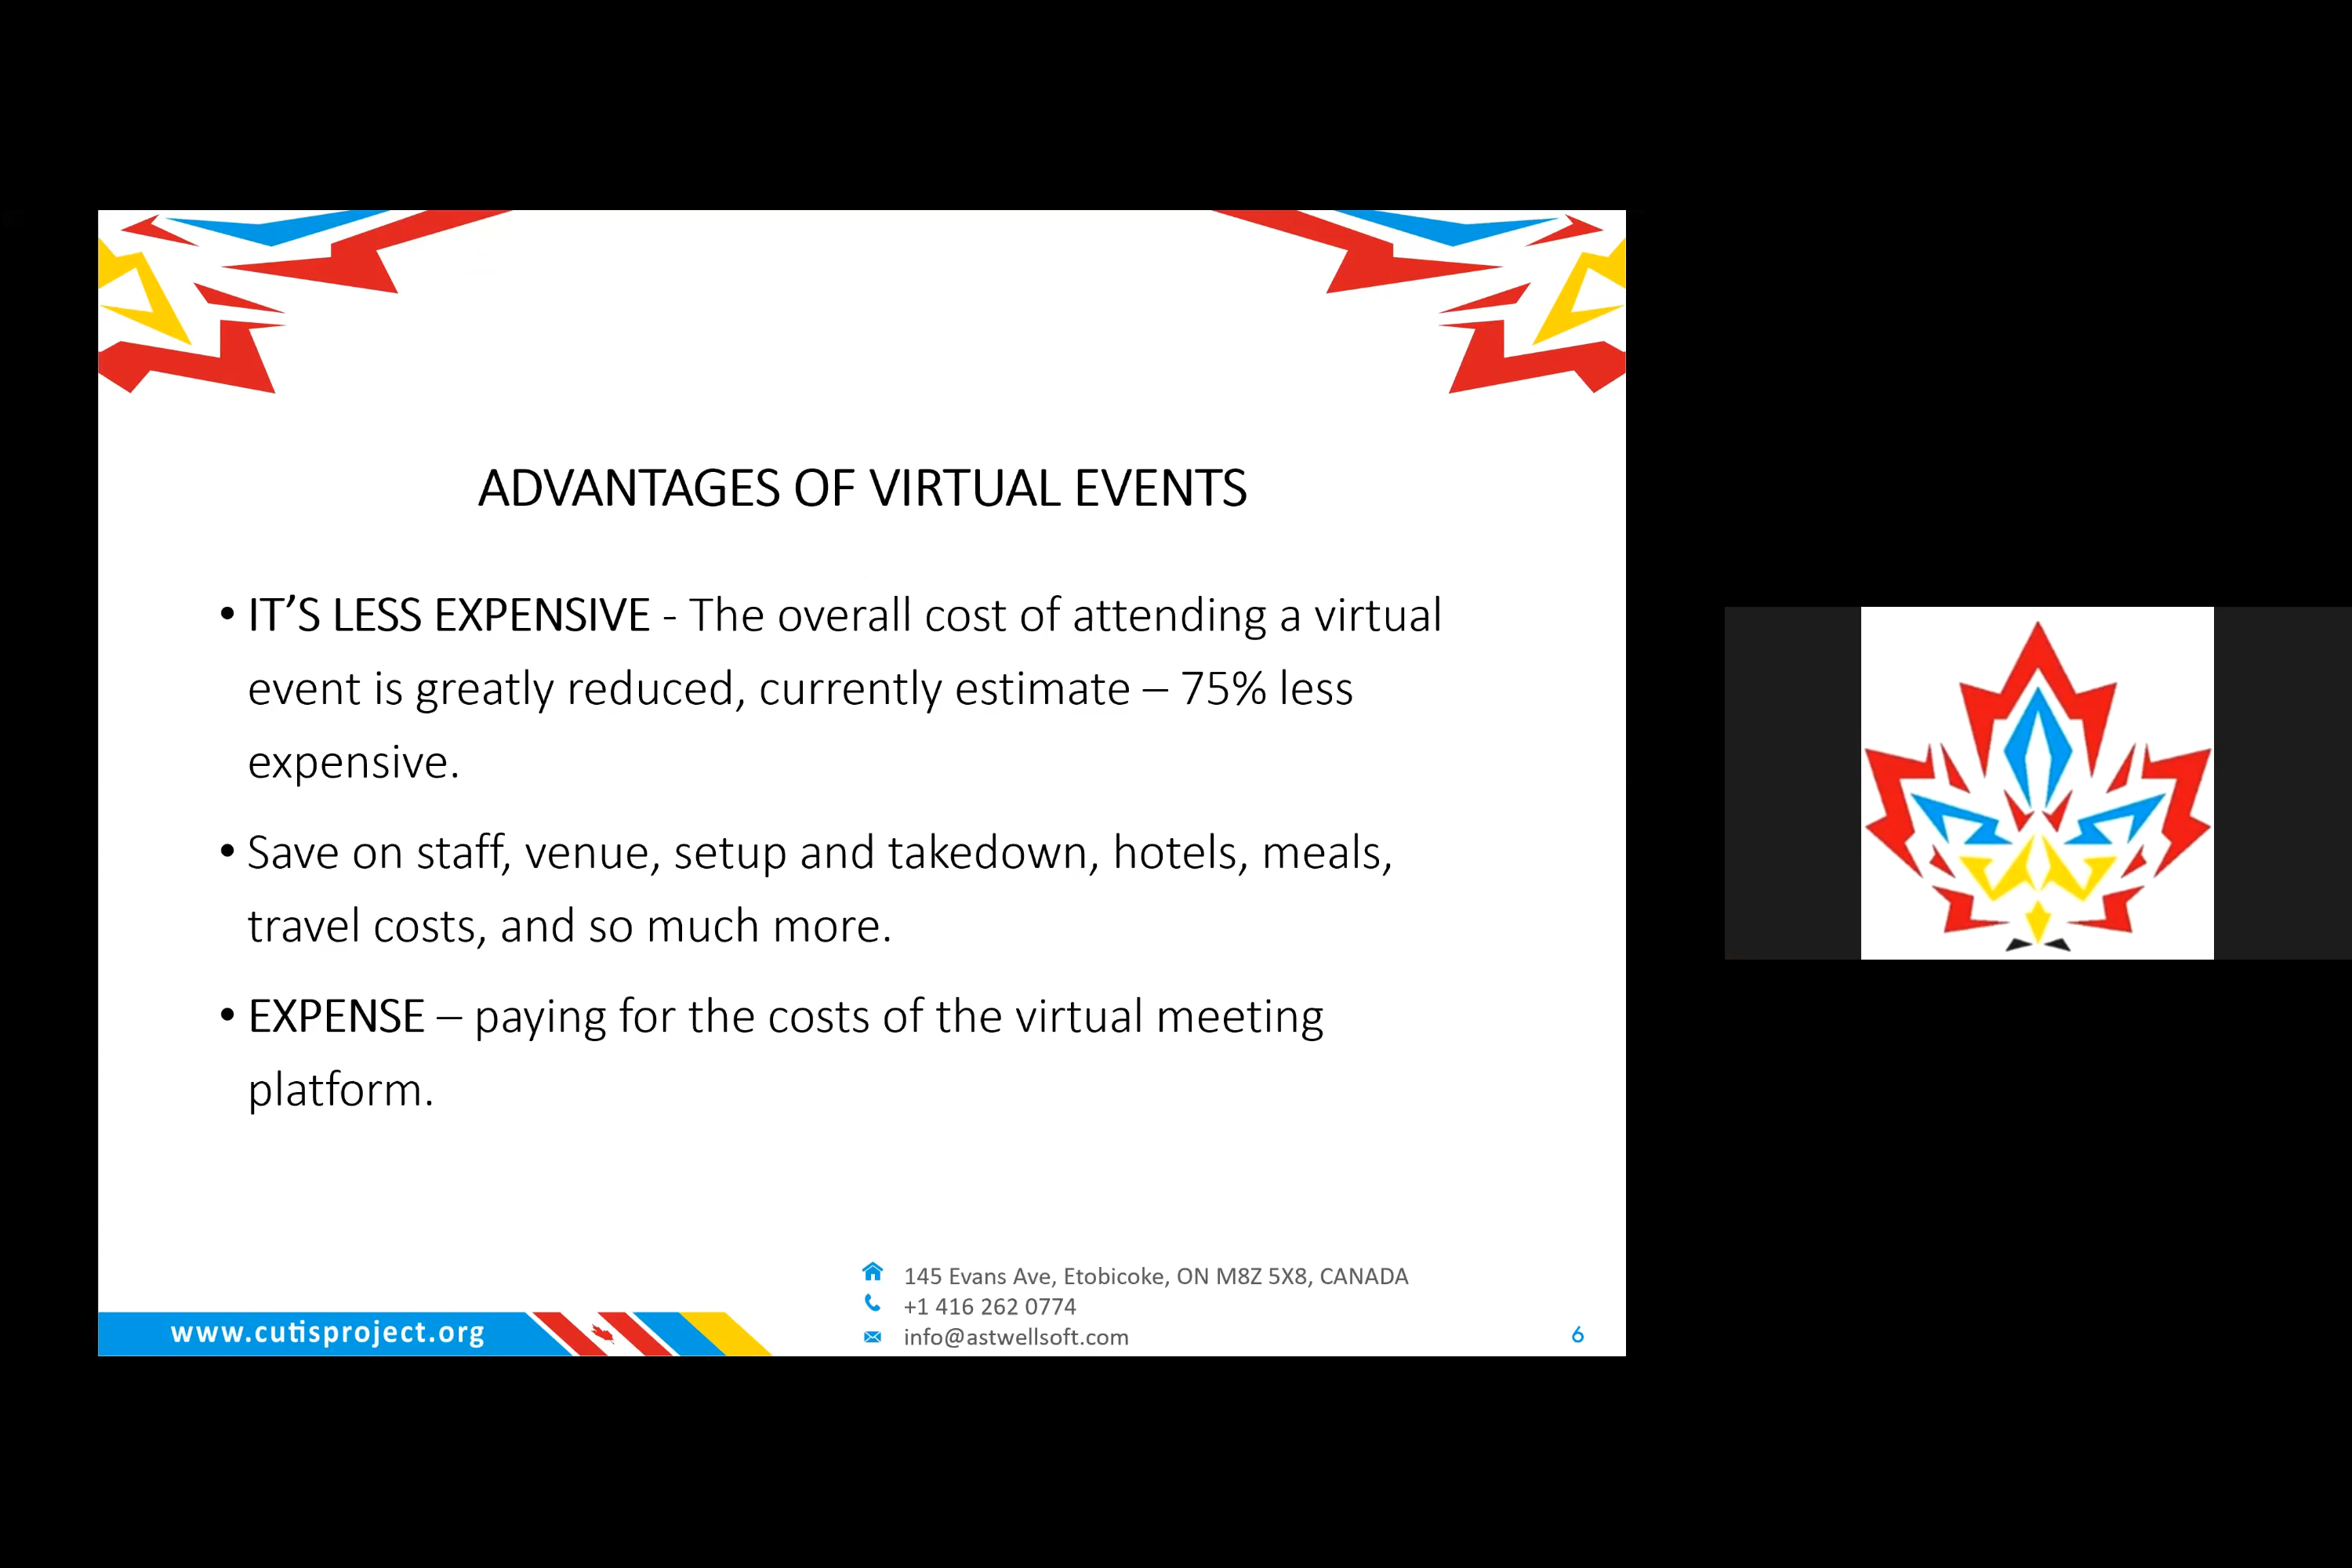 ADVANTAGES OF VIRTUAL EVENTS
• IT’S LESS EXPENSIVE - The overall cost of attending a virtual
event is greatly reduced, currently estimate – 75% less
expensive.
• Save on staff, venue, setup and takedown, hotels, meals,
travel costs, and so much more.
• EXPENSE – paying for the costs of the virtual meeting
platform.
145 Evans Ave, Etobicoke, ON M8Z 5X8, CANADA
+1 416 262 0774
info@astwellsoft.com
www.cutisproject.org
6